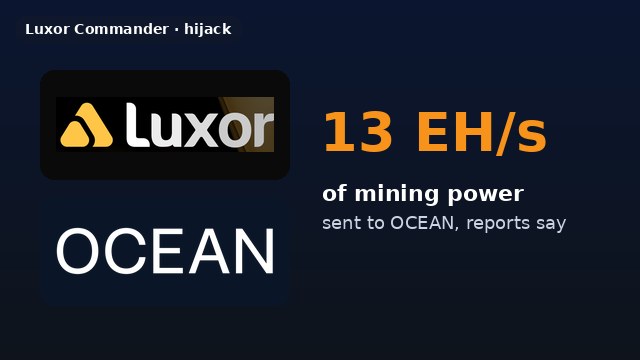 Luxor Commander · hijack
Luxor
OCEAN
13 EH/s
of mining power
sent to OCEAN, reports say